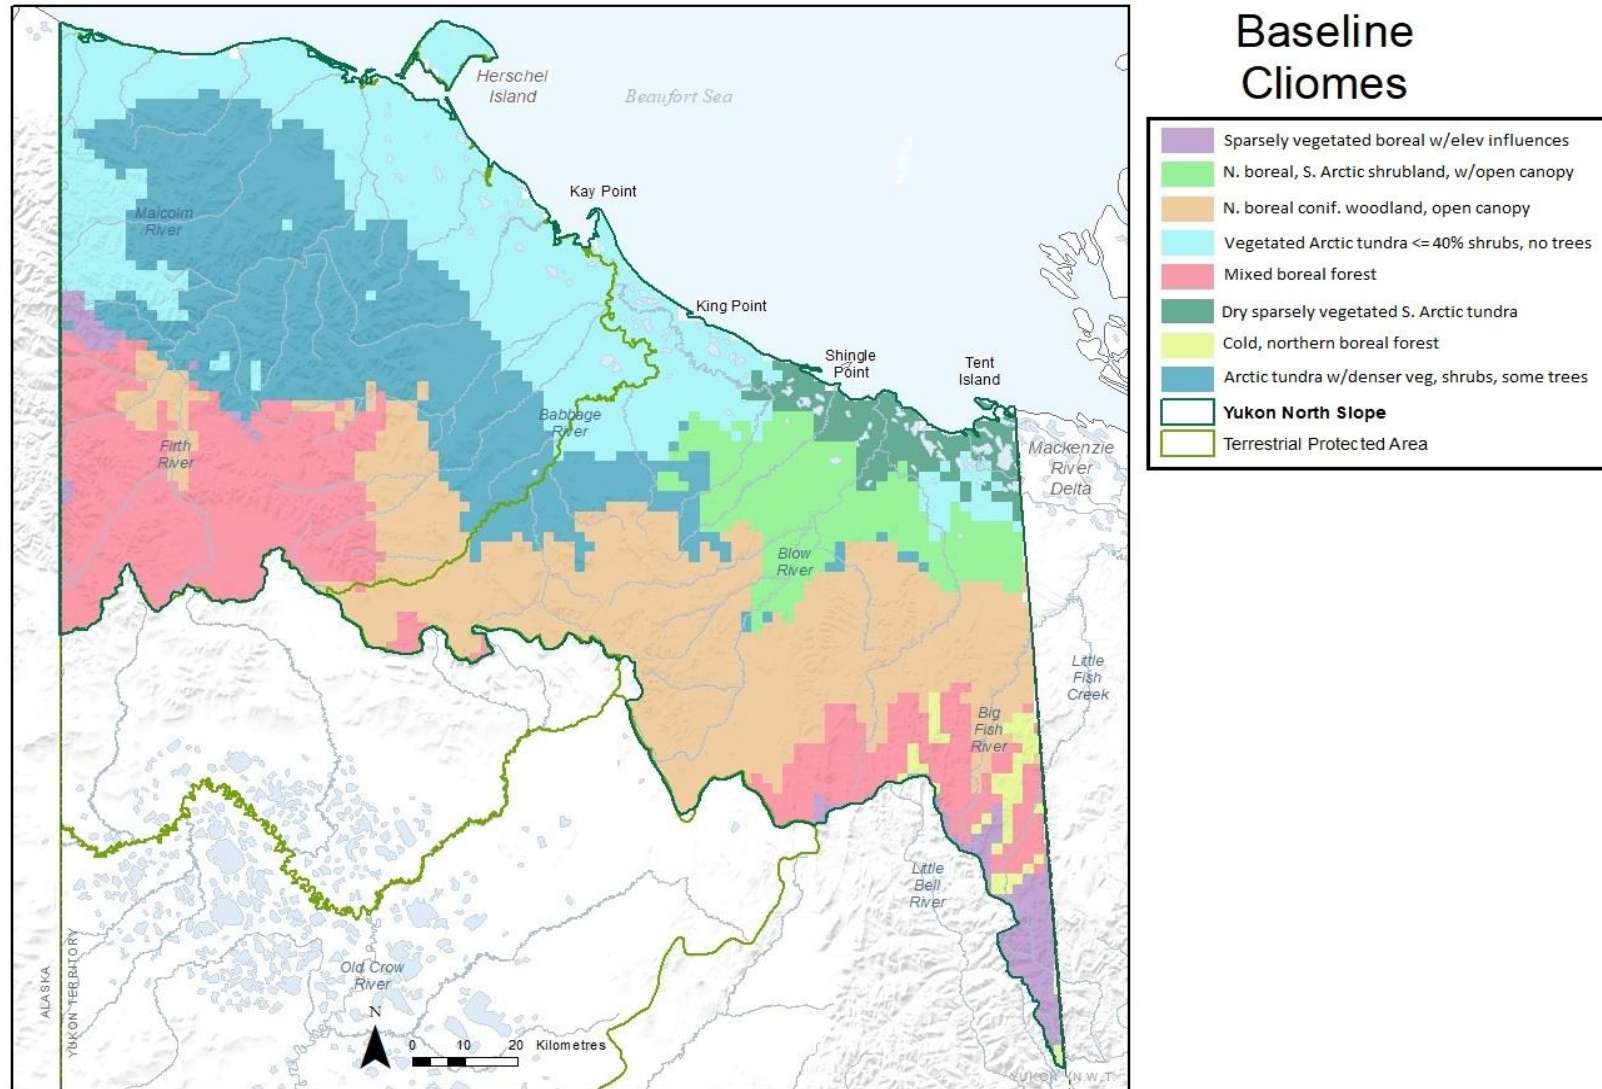 Baseline
Cliomes
Sparsely vegetated boreal w/elev influences
N. boreal, S. Arctic shrubland, w/open canopy
N. boreal conif. woodland, open canopy
Vegetated Arctic tundra <= 40% shrubs, no trees
Mixed boreal forest
Dry sparsely vegetated S. Arctic tundra
Cold, northern boreal forest
Arctic tundra w/denser veg, shrubs, some trees
Yukon North Slope
Terrestrial Protected Area
Herschel
Island
Beaufort Sea
Kay Point
Malcolm
River
King Point
Shingle
Point
Tent
Island
Babbage
River
Firth
River
Mackenzie
River
Delta
Blow
River
Little
Fish
Creek
Big
Fish
River
Little
Bell
River
Old Crow
River
ALASKA
YUKON TERRITORY
N
0 10 20 Kilometres
YUKON N.W.T.